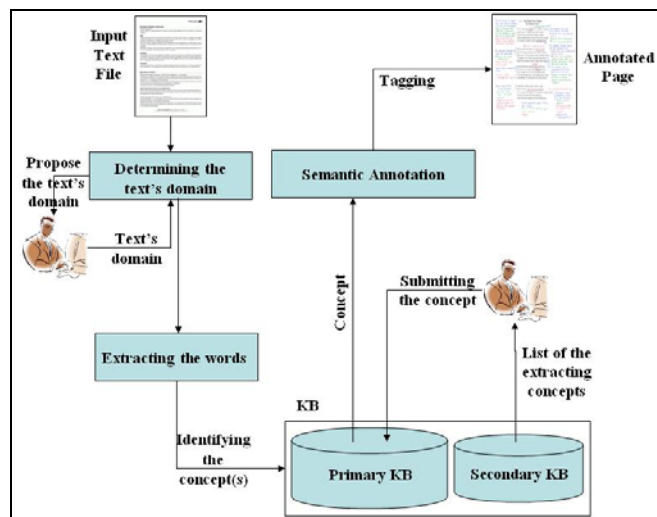 Input
Text
File
Annotated
Page
Tagging
Propose
the text's
domain
Determining the
text's domain
Semantic Annotation
Text's
domain
Submitting
the concept
Concept
Extracting the words
List of the
extracting
concepts
KB
Identifying
the
concept(s)
Primary KB
Secondary KB